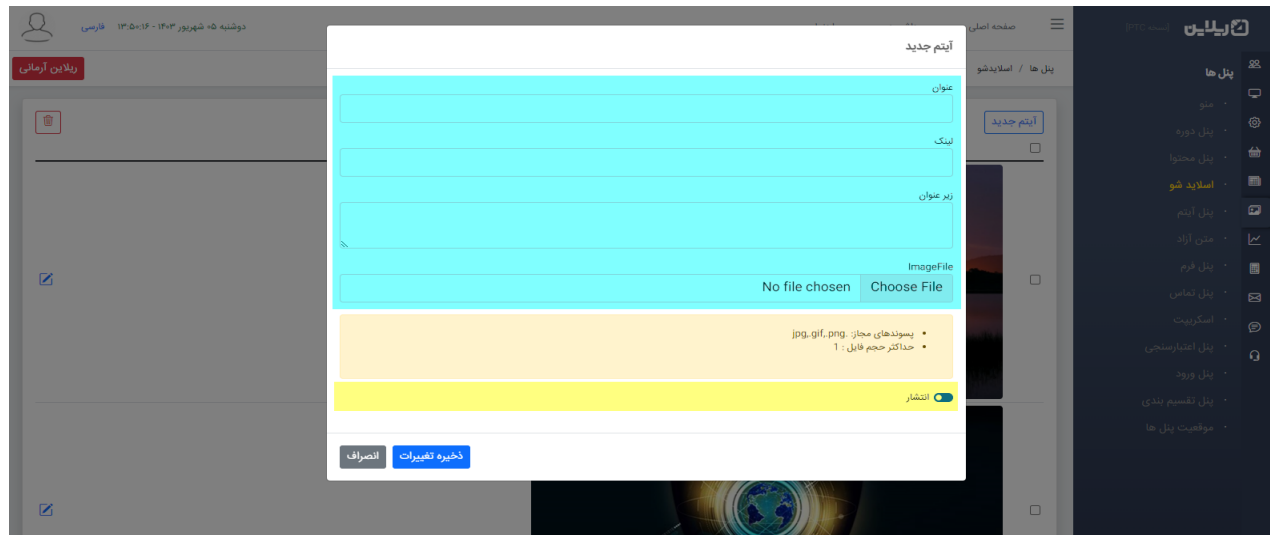 ریلاین [نسخه PTC]
صفحه اصلی
دوشنبه ۰۵ شهریور ۱۴۰۳ - ۱۳:۵۰:۱۶ فارسی
پنل ها
منو
پنل دوره
پنل محتوا
اسلاید شو
پنل آیتم
متن آزاد
پنل فرم
پنل تماس
اسکریپت
پنل اعتبارسنجی
پنل ورود
پنل تقسیم بندی
موقعیت پنل ها
پنل ها / اسلایدشو
ریلاین آرمانی
آیتم جدید
آیتم جدید
عنوان
لینک
زیر عنوان
ImageFile
Choose File No file chosen
پسوندهای مجاز: .jpg,.gif,.png
حداکثر حجم فایل : 1
انتشار
ذخیره تغییرات
انصراف